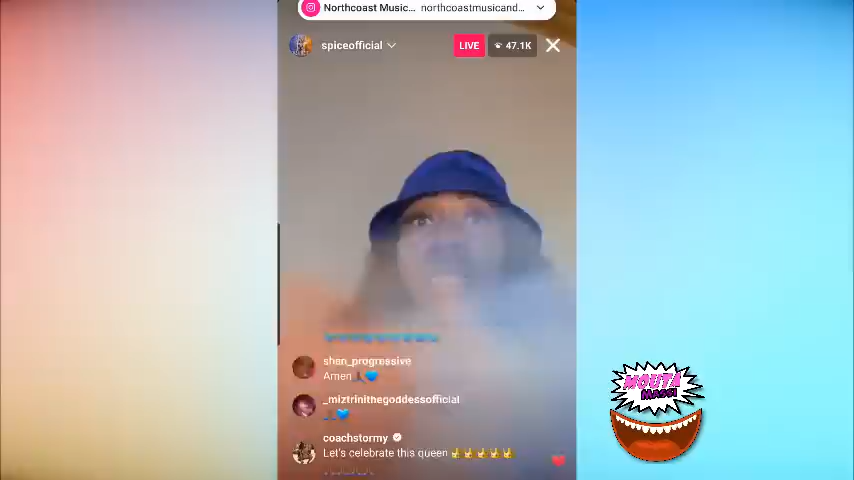 Northcoast Music... northcoastmusicand...
spiceofficial
LIVE 47.1K
shan_progressive
Amen🙏🏿💙
_miztrinithegoddessofficial
🙏🏿💙
coachstormy
Let's celebrate this queen 👑👑👑👑👑
MOUTA
MASSI